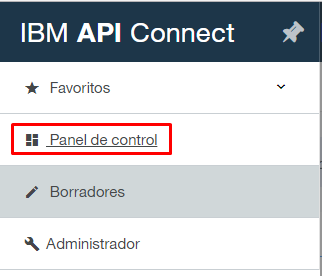 IBM API Connect
Favoritos
Panel de control
Borradores
Administrador